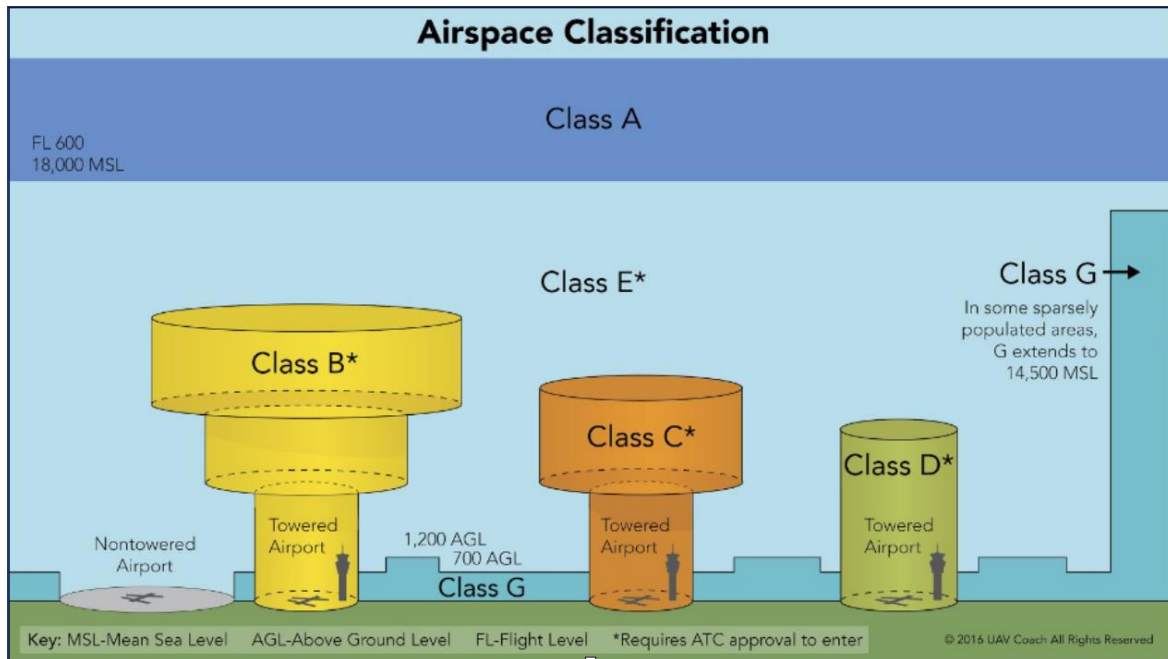 Airspace Classification
Class A
FL 600
18,000 MSL
Class E*
Class G
In some sparsely
populated areas,
G extends to
14,500 MSL
Class B*
Class C*
Class D*
Nontowered
Airport
Towered
Airport
1,200 AGL
700 AGL
Class G
Towered
Airport
Towered
Airport
Key: MSL-Mean Sea Level AGL-Above Ground Level FL-Flight Level *Requires ATC approval to enter
© 2016 UAV Coach All Rights Reserved